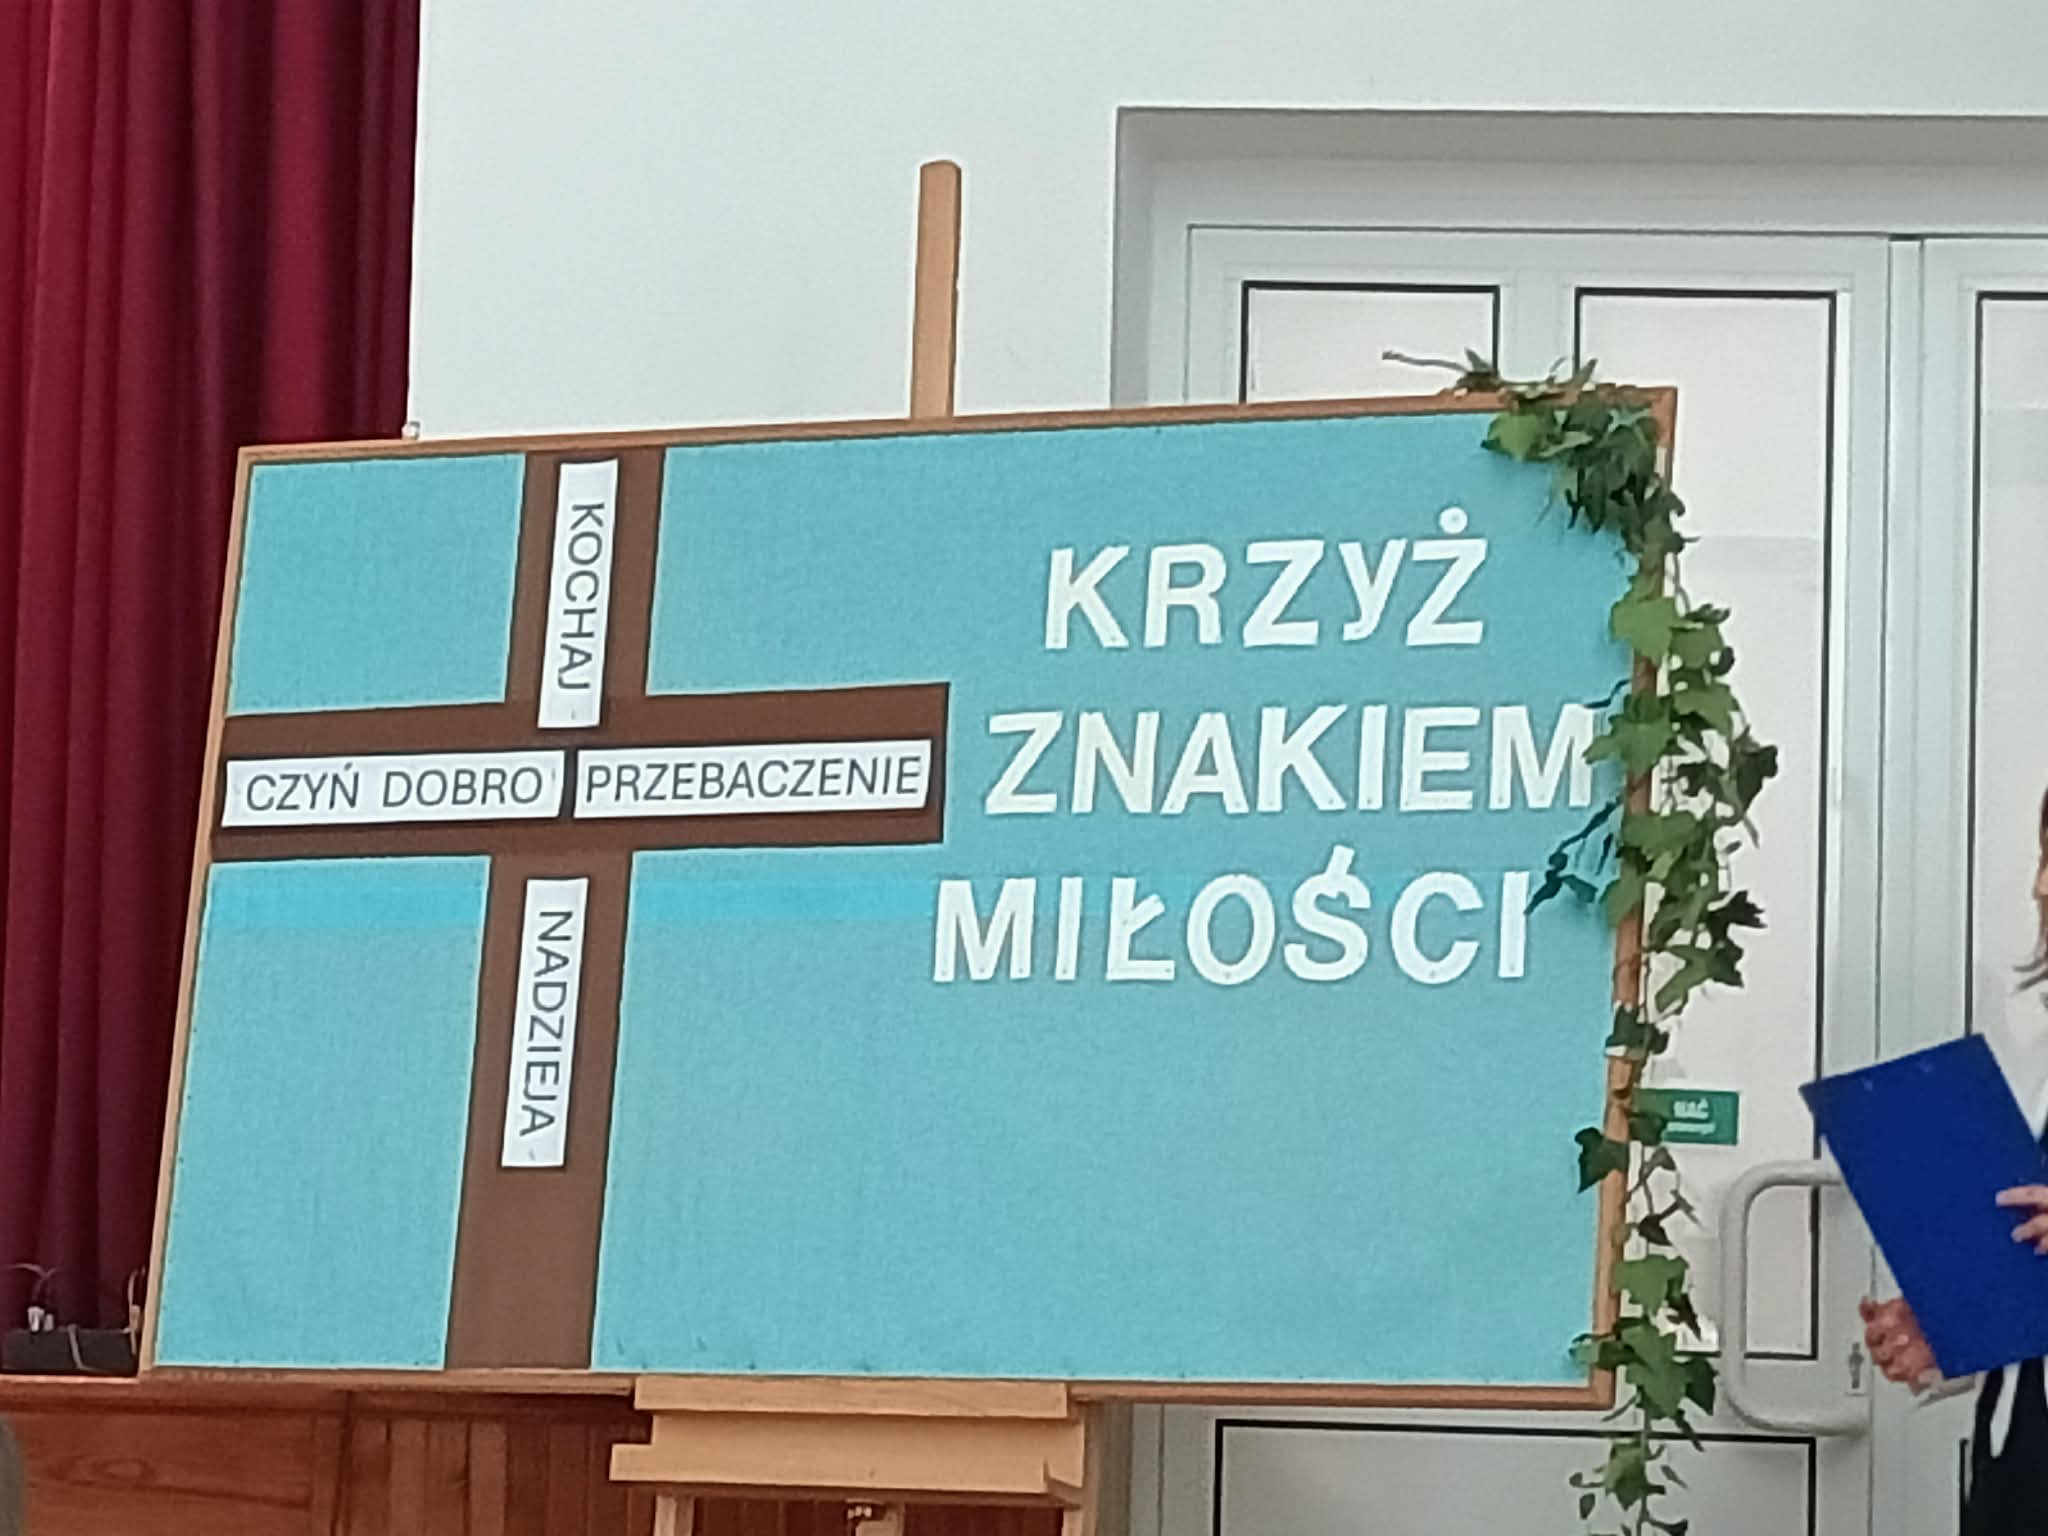 KOCHAJ
CZYŃ DOBRO
PRZEBACZENIE
NADZIEJA
KRZyŻ
ZNAKIEM
MIŁOŚCI